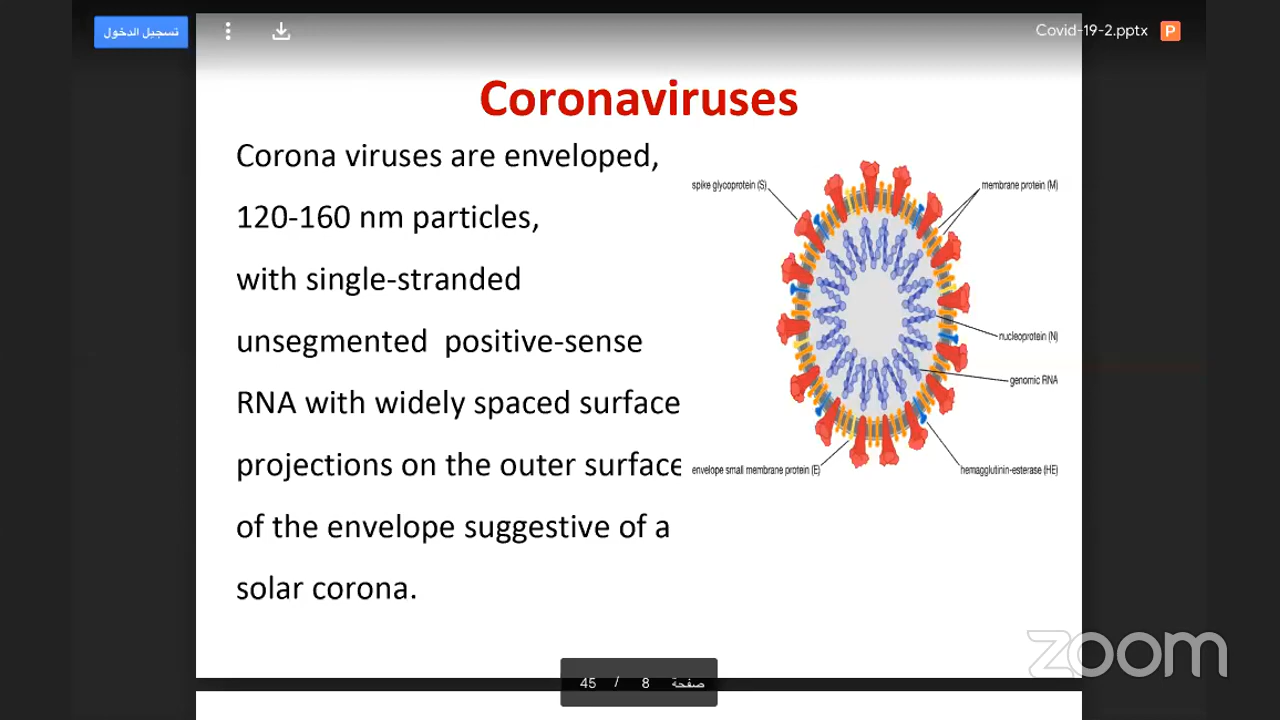 تسجيل الدخول
Covid-19-2.pptx
P
Coronaviruses
Corona viruses are enveloped,
120-160 nm particles,
with single-stranded
unsegmented positive-sense
RNA with widely spaced surface
projections on the outer surface
of the envelope suggestive of a
solar corona.
spike glycoprotein (S)
membrane protein (M)
nucleoprotein (N)
genomic RNA
envelope small membrane protein (E)
hemagglutinin-esterase (HE)
صفحة 8 / 45
zoom